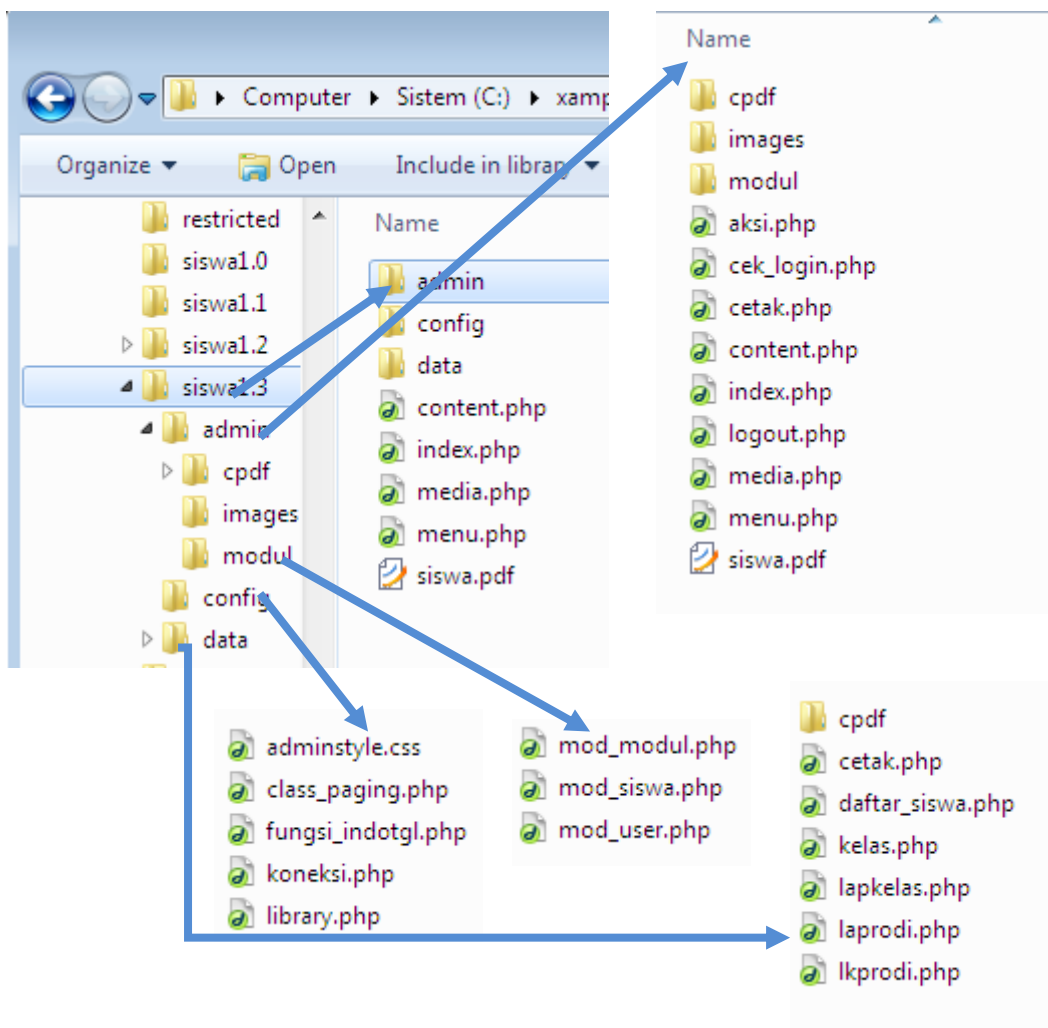 Computer Sistem (C:) xamp
Organize Open Include in library
restricted
siswa1.0
siswa1.1
siswa1.2
siswa1.3
admin
cpdf
images
modul
config
data
Name
admin
config
data
content.php
index.php
media.php
menu.php
siswa.pdf
Name
cpdf
images
modul
aksi.php
cek_login.php
cetak.php
content.php
index.php
logout.php
media.php
menu.php
siswa.pdf
adminstyle.css
class_paging.php
fungsi_indotgl.php
koneksi.php
library.php
mod_modul.php
mod_siswa.php
mod_user.php
cpdf
cetak.php
daftar_siswa.php
kelas.php
lapkelas.php
laprodi.php
lkprodi.php